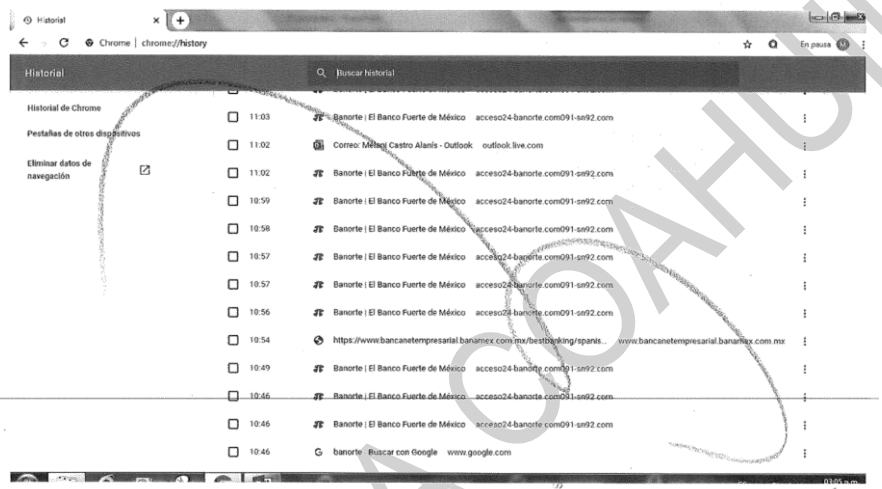 Historial
Chrome | chrome://history
En pausa M
Historial
Buscar historial
Historial de Chrome
Pestañas de otros dispositivos
Eliminar datos de
navegación
11:03 Banorte | El Banco Fuerte de México acceso24-banorte.com091-sn92.com
11:02 Correo: Melani Castro Alanís - Outlook outlook.live.com
11:02 Banorte | El Banco Fuerte de México acceso24-banorte.com091-sn92.com
10:59 Banorte | El Banco Fuerte de México acceso24-banorte.com091-sn92.com
10:58 Banorte | El Banco Fuerte de México acceso24-banorte.com091-sn92.com
10:57 Banorte | El Banco Fuerte de México acceso24-banorte.com091-sn92.com
10:57 Banorte | El Banco Fuerte de México acceso24-banorte.com091-sn92.com
10:56 Banorte | El Banco Fuerte de México acceso24-banorte.com091-sn92.com
10:54 https://www.bancanetempresarial.banamex.com.mx/bestbanking/spanis... www.bancanetempresarial.banamex.com.mx
10:49 Banorte | El Banco Fuerte de México acceso24-banorte.com091-sn92.com
10:46 Banorte | El Banco Fuerte de México acceso24-banorte.com091-sn92.com
10:46 Banorte | El Banco Fuerte de México acceso24-banorte.com091-sn92.com
10:46 banorte - Buscar con Google www.google.com
03:05 p.m.
A COAHUI